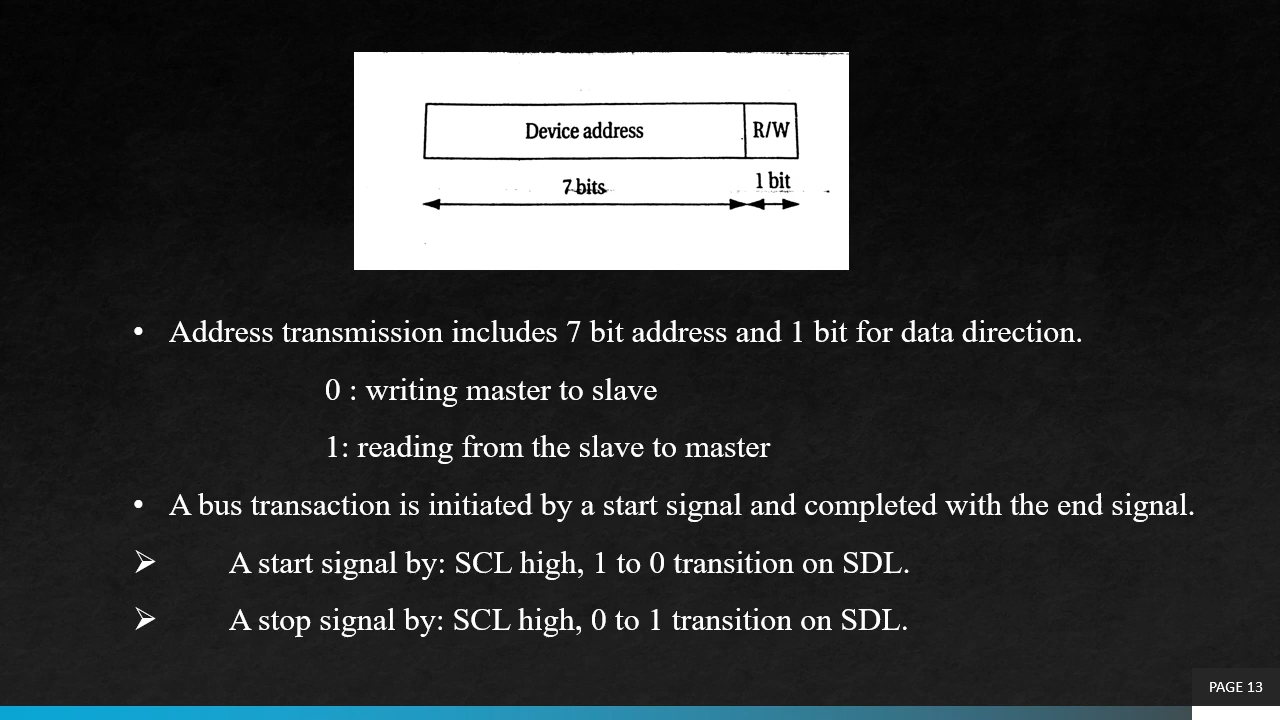 Device address R/W
7 bits 1 bit
• Address transmission includes 7 bit address and 1 bit for data direction.
0 : writing master to slave
1: reading from the slave to master
• A bus transaction is initiated by a start signal and completed with the end signal.
➢ A start signal by: SCL high, 1 to 0 transition on SDL.
➢ A stop signal by: SCL high, 0 to 1 transition on SDL.
PAGE 13